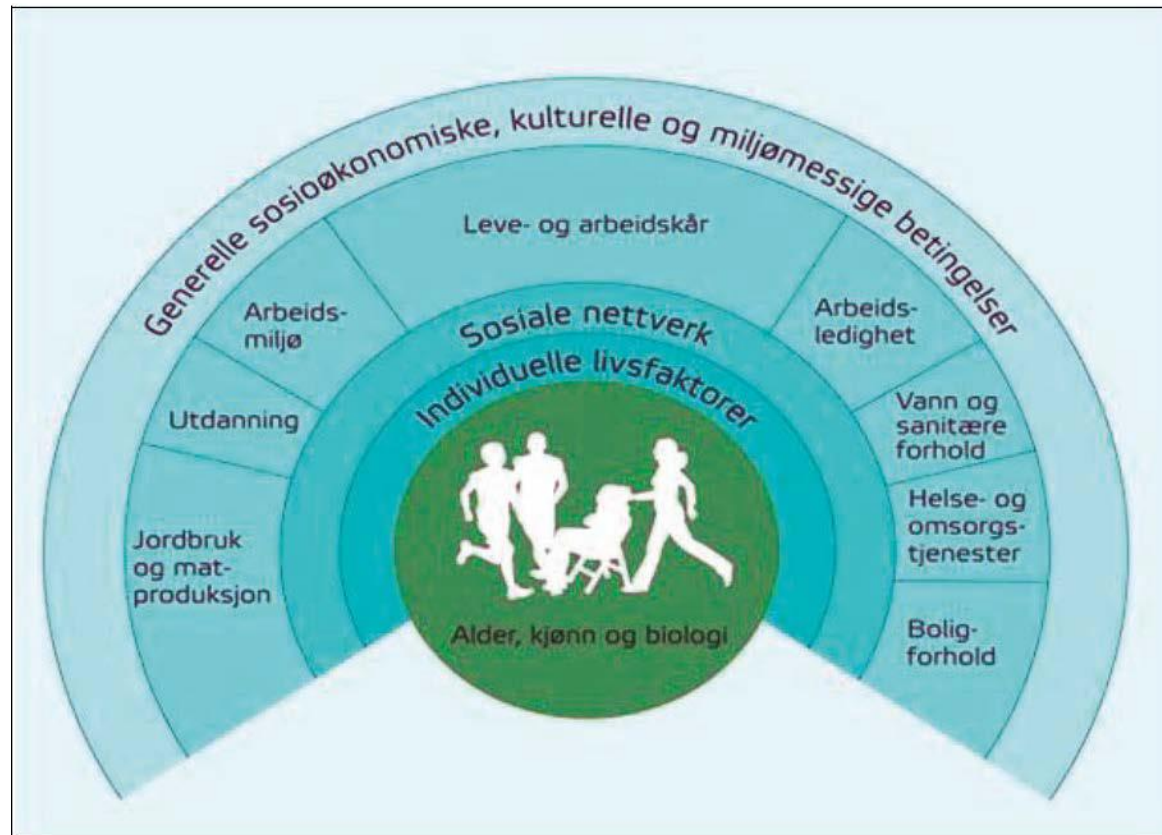 Generelle sosioøkonomiske, kulturelle og miljømessige betingelser
Leve- og arbeidskår
Arbeids-
miljø
Utdanning
Jordbruk
og mat-
produksjon
Arbeids-
ledighet
Vann og
sanitære
forhold
Helse- og
omsorgs-
tjenester
Bolig-
forhold
Sosiale nettverk
Individuelle livsfaktorer
Alder, kjønn og biologi